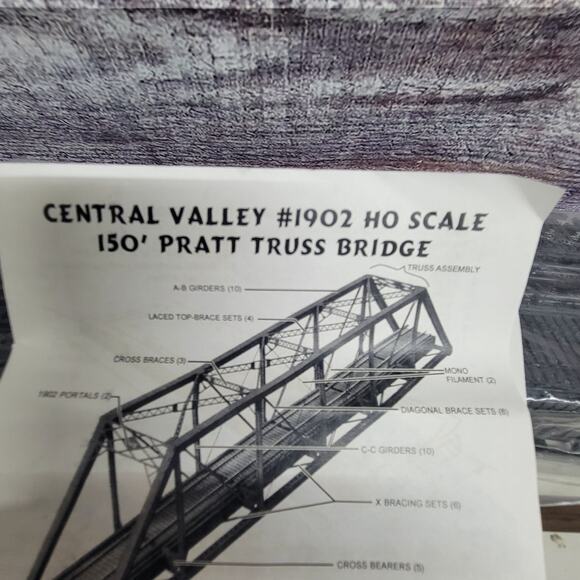 CENTRAL VALLEY #1902 HO SCALE
150' PRATT TRUSS BRIDGE
TRUSS ASSEMBLY
A-B GIRDERS (10)
LACED TOP-BRACE SETS (4)
CROSS BRACES (3)
MONO
FILAMENT (2)
1902 PORTALS (2)
DIAGONAL BRACE SETS (8)
C-C GIRDERS (10)
X BRACING SETS (6)
CROSS BEARERS (5)